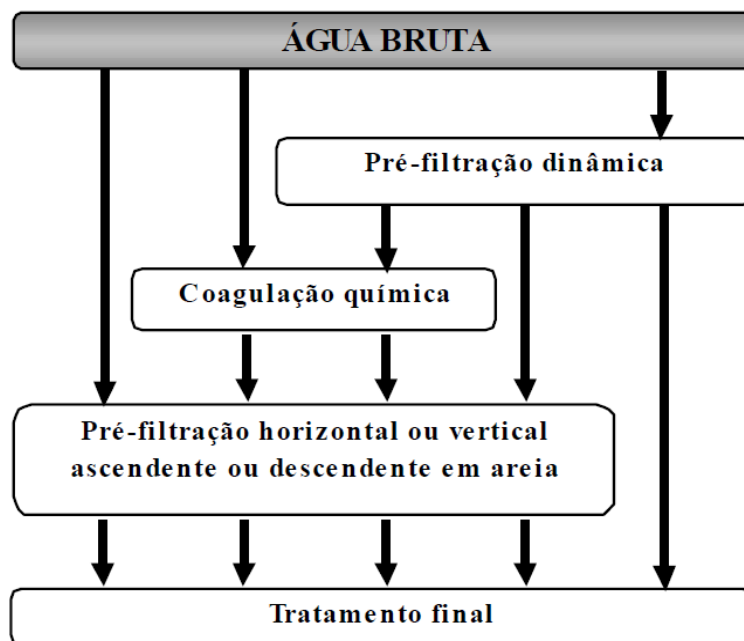 ÁGUA BRUTA
Pré-filtração dinâmica
Coagulação química
Pré-filtração horizontal ou vertical
ascendente ou descendente em areia
Tratamento final